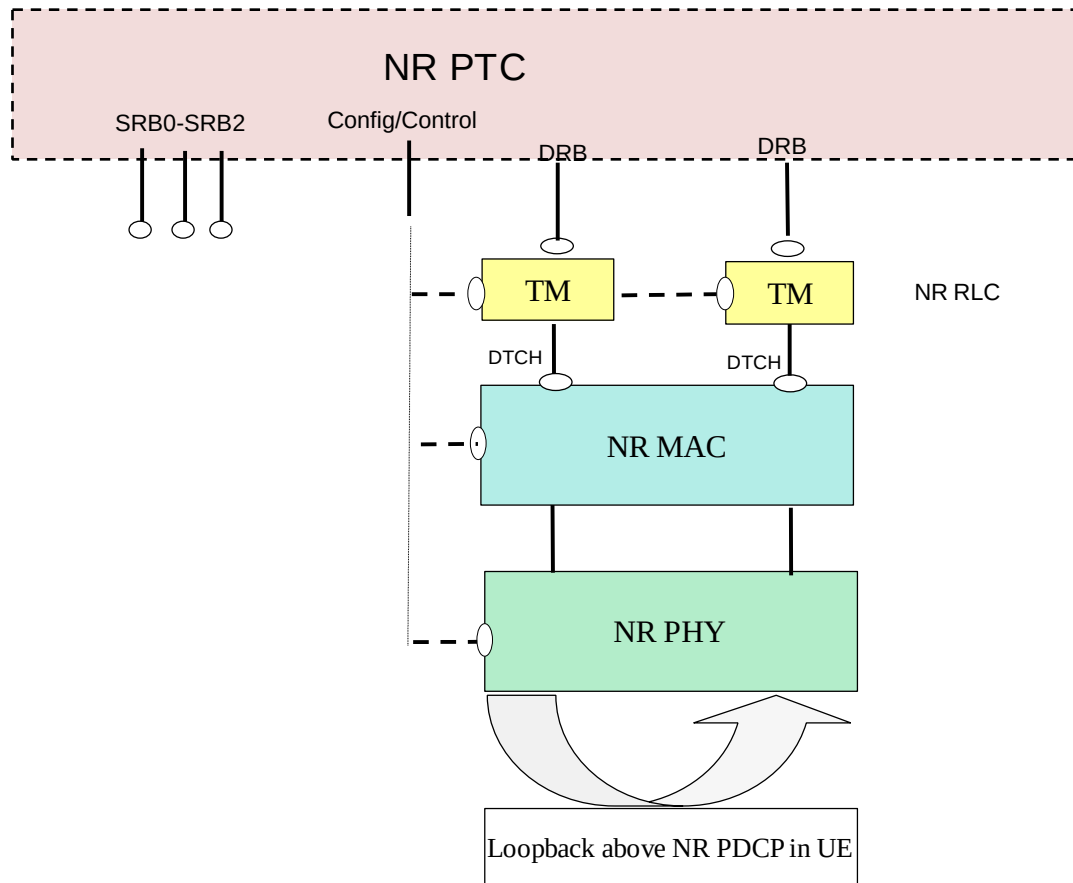 NR PTC
SRB0-SRB2
Config/Control
DRB
DRB
TM
TM
NR RLC
DTCH
DTCH
NR MAC
NR PHY
Loopback above NR PDCP in UE